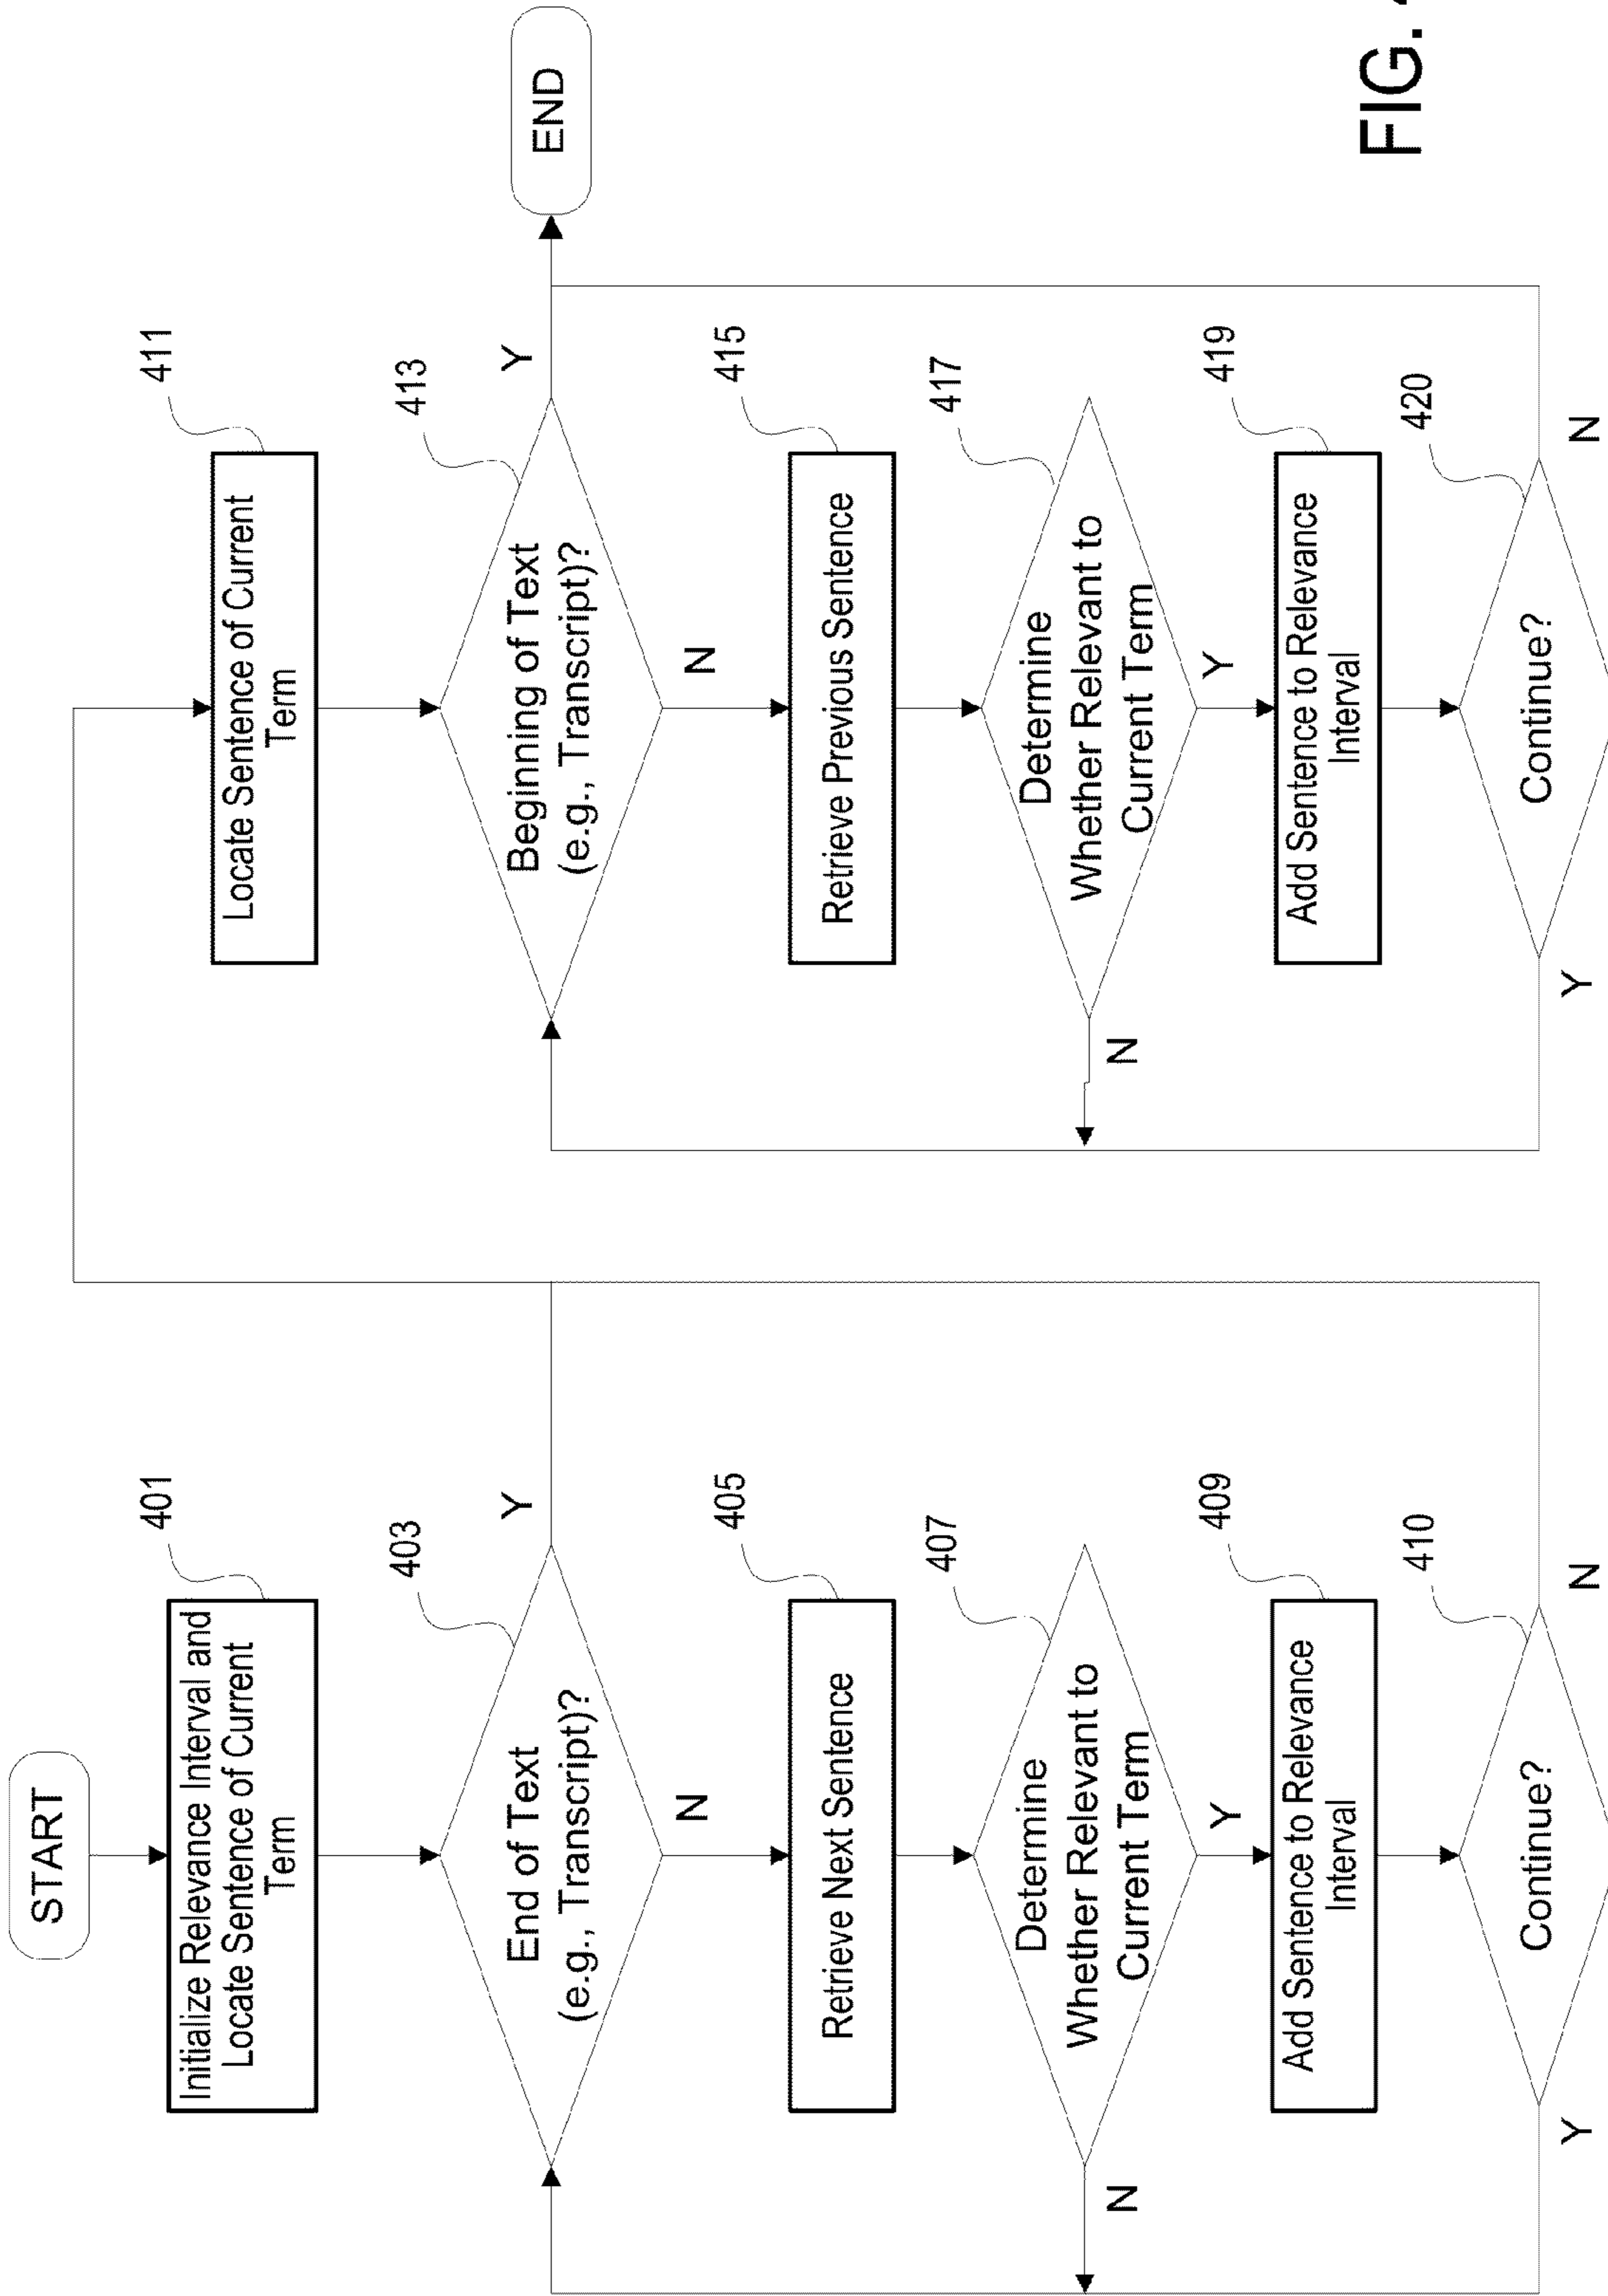 START
Initialize Relevance Interval and
Locate Sentence of Current
Term
401
End of Text
(e.g., Transcript)?
403
Y
N
Retrieve Next Sentence
405
Determine
Whether Relevant to
Current Term
407
N
Y
Add Sentence to Relevance
Interval
409
Continue?
410
Y
N
Locate Sentence of Current
Term
411
Beginning of Text
(e.g., Transcript)?
413
Y
N
Retrieve Previous Sentence
415
Determine
Whether Relevant to
Current Term
417
N
Y
Add Sentence to Relevance
Interval
419
Continue?
420
Y
N
END
FIG.